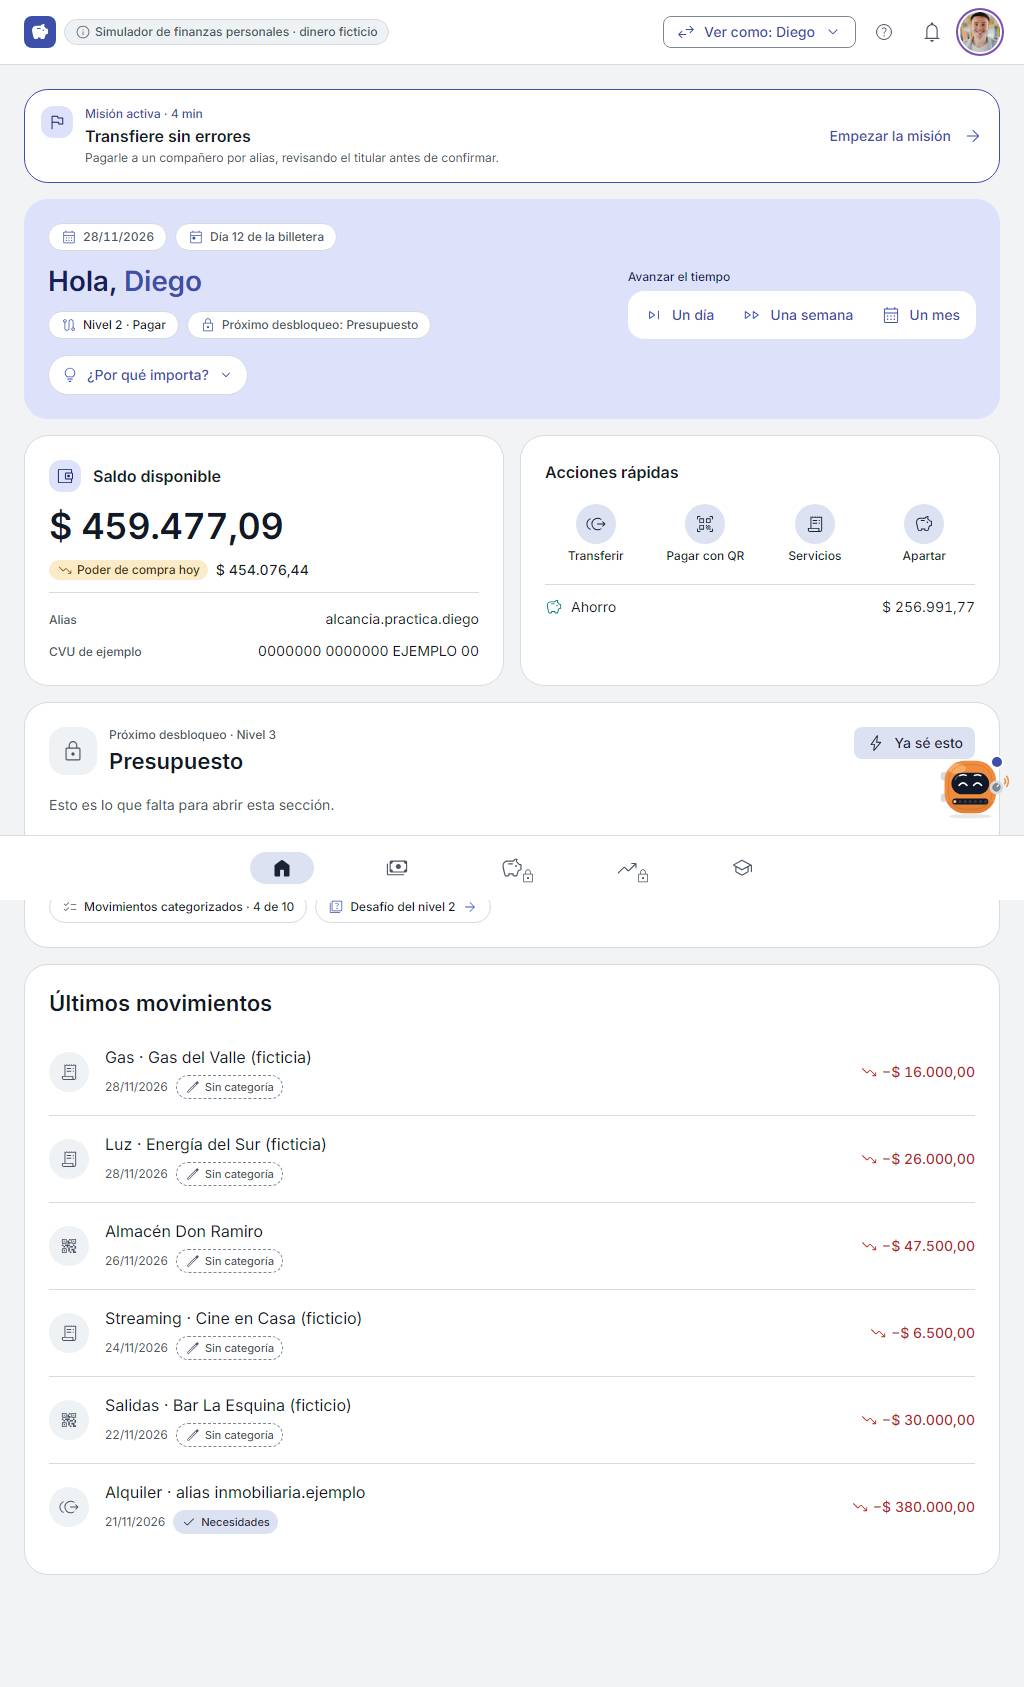 Simulador de finanzas personales · dinero ficticio
Ver como: Diego
Misión activa · 4 min
Transfiere sin errores
Pagarle a un compañero por alias, revisando el titular antes de confirmar.
Empezar la misión
28/11/2026
Día 12 de la billetera
Hola, Diego
Nivel 2 · Pagar
Próximo desbloqueo: Presupuesto
¿Por qué importa?
Avanzar el tiempo
Un día
Una semana
Un mes
Saldo disponible
$ 459.477,09
Poder de compra hoy $ 454.076,44
Alias alcancia.practica.diego
CVU de ejemplo 0000000 0000000 EJEMPLO 00
Acciones rápidas
Transferir
Pagar con QR
Servicios
Apartar
Ahorro $ 256.991,77
Próximo desbloqueo · Nivel 3
Presupuesto
Ya sé esto
Esto es lo que falta para abrir esta sección.
Movimientos categorizados · 4 de 10
Desafío del nivel 2
Últimos movimientos
Gas · Gas del Valle (ficticia)
28/11/2026 Sin categoría
−$ 16.000,00
Luz · Energía del Sur (ficticia)
28/11/2026 Sin categoría
−$ 26.000,00
Almacén Don Ramiro
26/11/2026 Sin categoría
−$ 47.500,00
Streaming · Cine en Casa (ficticio)
24/11/2026 Sin categoría
−$ 6.500,00
Salidas · Bar La Esquina (ficticio)
22/11/2026 Sin categoría
−$ 30.000,00
Alquiler · alias inmobiliaria.ejemplo
21/11/2026 Necesidades
−$ 380.000,00